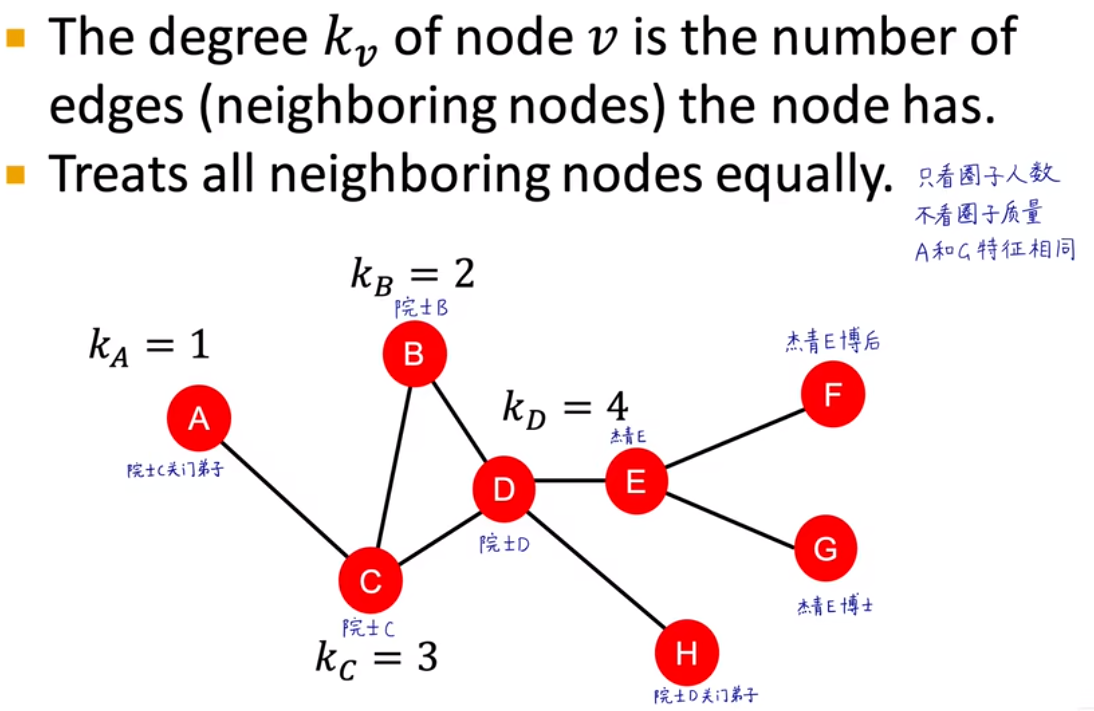 ▪ The degree kᵥ of node v is the number of
edges (neighboring nodes) the node has.
▪ Treats all neighboring nodes equally.
只看圈子人数
不看圈子质量
A和G特征相同
k_B = 2
院士B
k_A = 1
B
杰青E博后
F
A
k_D = 4
杰青E
院士C关门弟子
D
E
院士D
G
C
杰青E博士
院士C
k_C = 3
H
院士D关门弟子